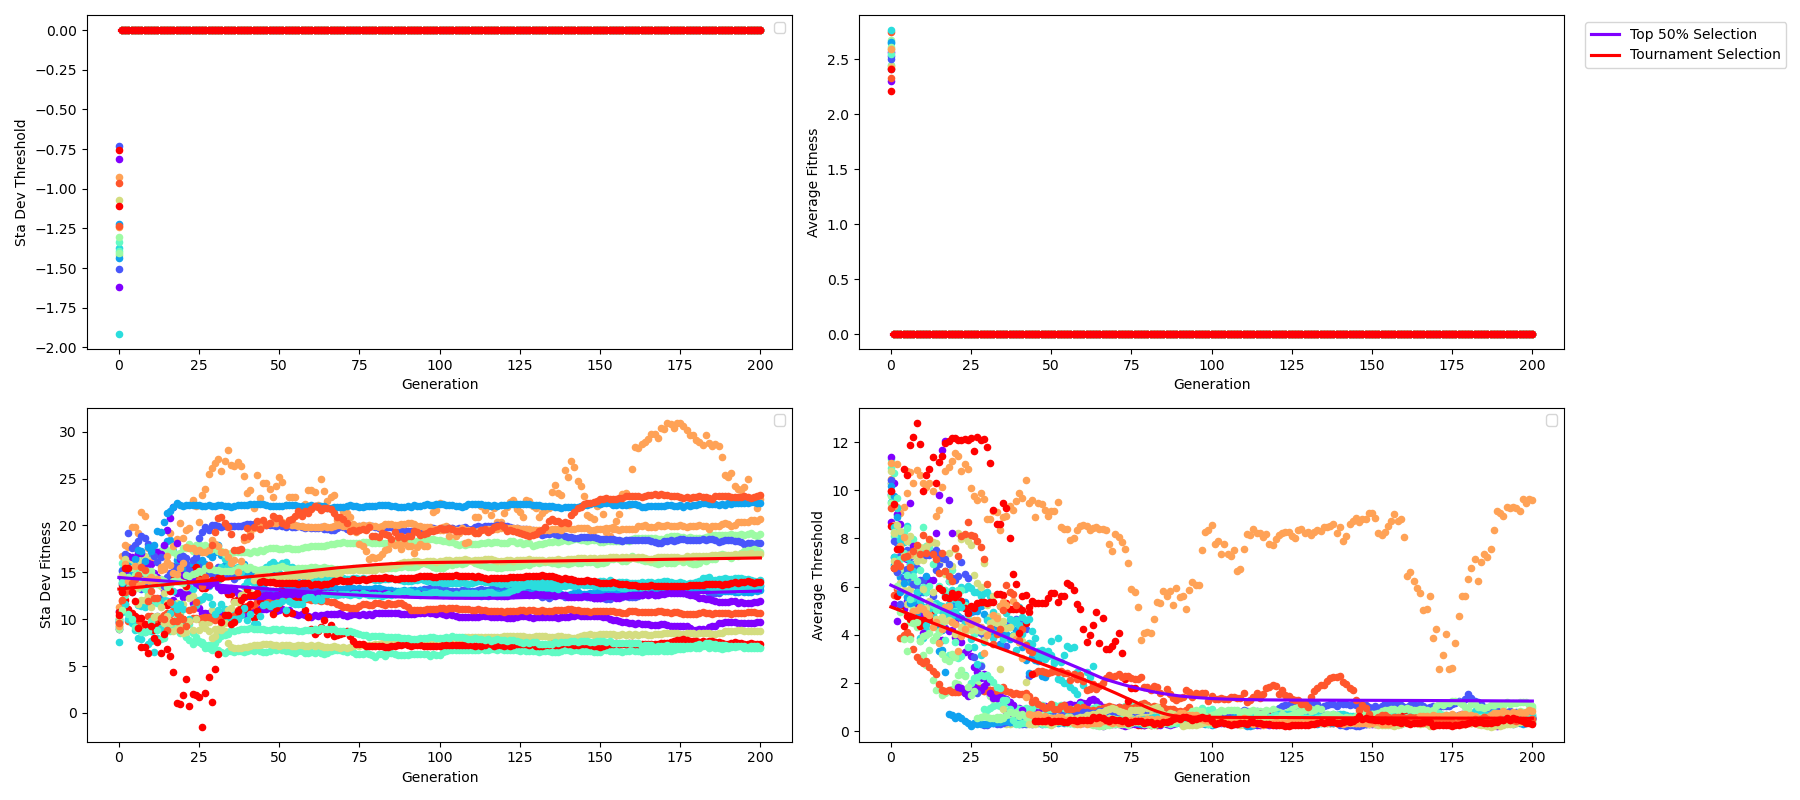 0.00
−0.25
−0.50
−0.75
−1.00
−1.25
−1.50
−1.75
−2.00
Sta Dev Threshold
0 25 50 75 100 125 150 175 200
Generation
2.5
2.0
1.5
1.0
0.5
0.0
Average Fitness
0 25 50 75 100 125 150 175 200
Generation
Top 50% Selection
Tournament Selection
30
25
20
15
10
5
0
Sta Dev Fitness
0 25 50 75 100 125 150 175 200
Generation
12
10
8
6
4
2
0
Average Threshold
0 25 50 75 100 125 150 175 200
Generation